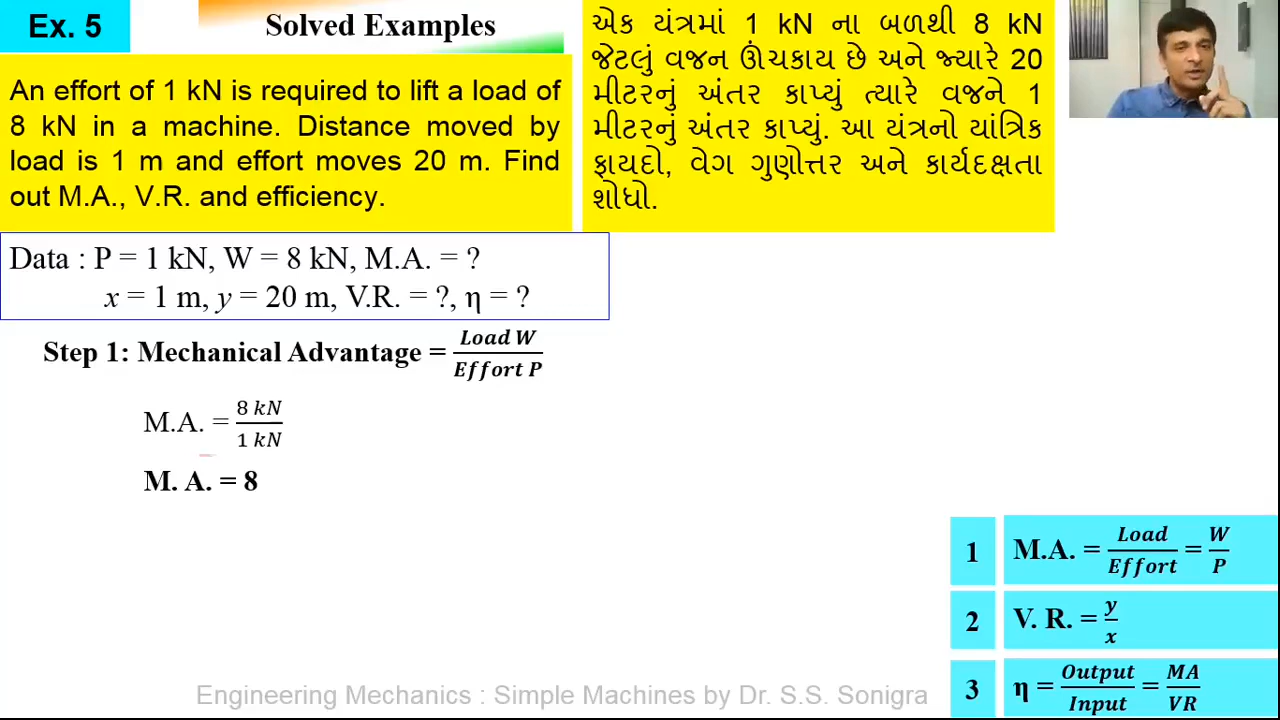 Ex. 5
Solved Examples
An effort of 1 kN is required to lift a load of
8 kN in a machine. Distance moved by
load is 1 m and effort moves 20 m. Find
out M.A., V.R. and efficiency.
એક યંત્રમાં 1 kN ના બળથી 8 kN
જેટલું વજન ઊંચકાય છે અને જ્યારે 20
મીટરનું અંતર કાપ્યું ત્યારે વજને 1
મીટરનું અંતર કાપ્યું. આ યંત્રનો યાંત્રિક
ફાયદો, વેગ ગુણોત્તર અને કાર્યદક્ષતા
શોધો.
Data : P = 1 kN, W = 8 kN, M.A. = ?
x = 1 m, y = 20 m, V.R. = ?, η = ?
Step 1: Mechanical Advantage = Load W / Effort P
M.A. = 8 kN / 1 kN
M. A. = 8
1 M.A. = Load / Effort = W / P
2 V. R. = y / x
3 η = Output / Input = MA / VR
Engineering Mechanics : Simple Machines by Dr. S.S. Sonigra